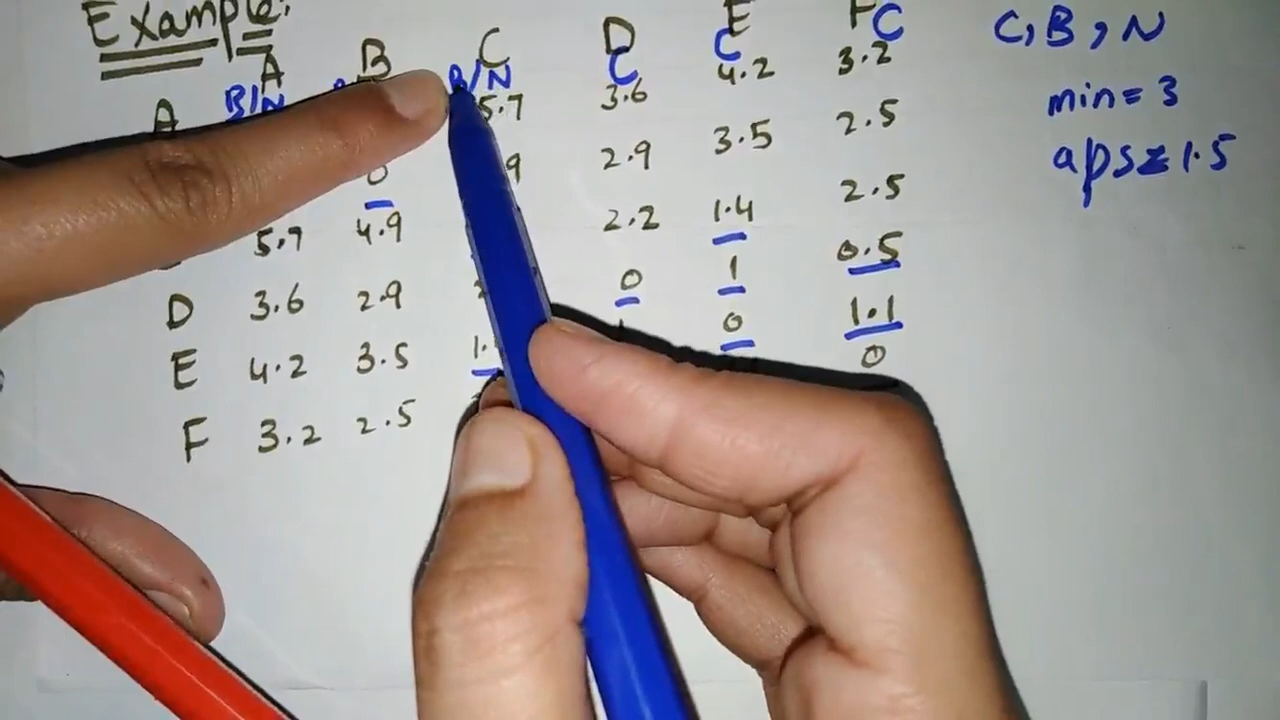 Example:
A B C D E F
B/N B/N C C C
A 5.7 3.6 4.2 3.2
0 2.9 3.5 2.5
5.7 4.9 2.2 1.4 2.5
D 3.6 2.9 0 1 0.5
E 4.2 3.5 0 1.1
F 3.2 2.5 0
C, B, N
min = 3
aps = 1.5